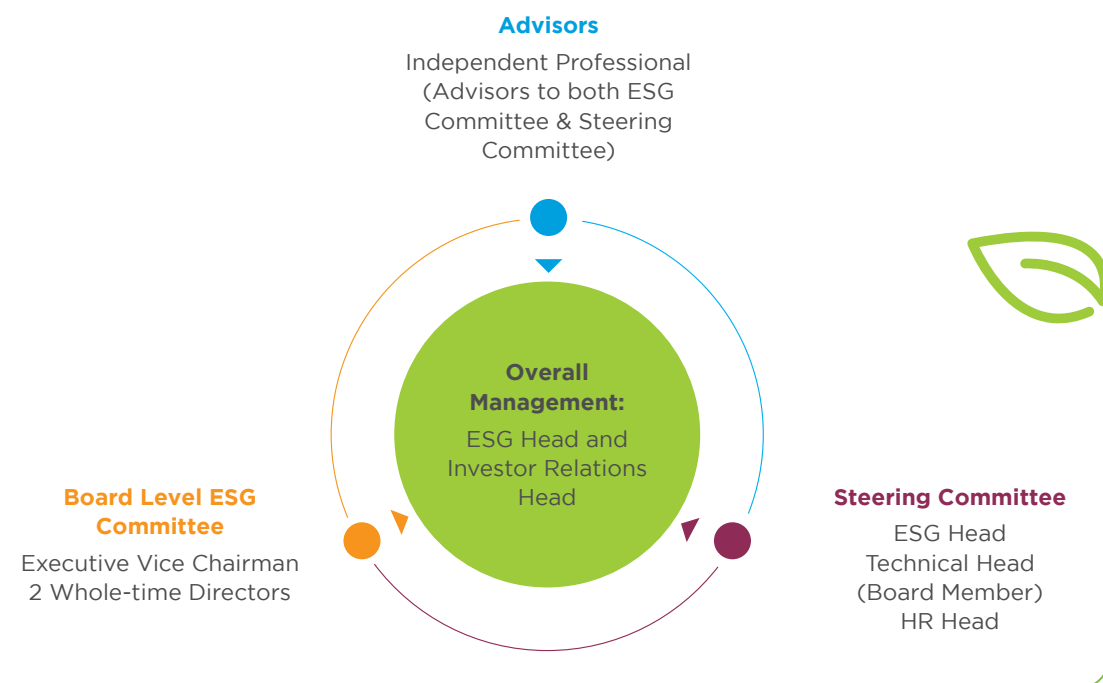 Advisors
Independent Professional
(Advisors to both ESG
Committee & Steering
Committee)
Overall
Management:
ESG Head and
Investor Relations
Head
Board Level ESG
Committee
Executive Vice Chairman
2 Whole-time Directors
Steering Committee
ESG Head
Technical Head
(Board Member)
HR Head